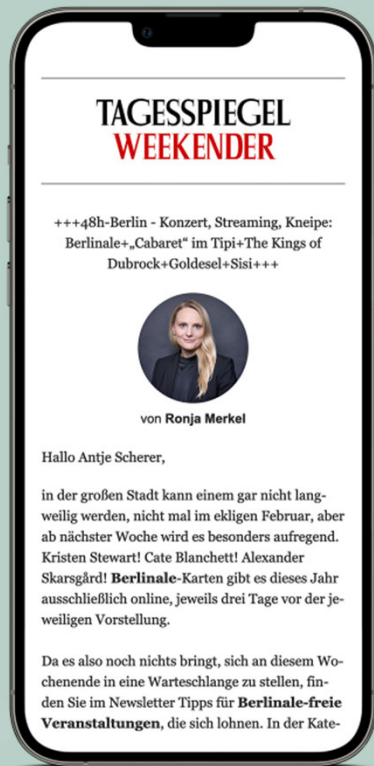 TAGESSPIEGEL
WEEKENDER
+++48h-Berlin - Konzert, Streaming, Kneipe:
Berlinale+„Cabaret“ im Tipi+The Kings of
Dubrock+Goldesel+Sisi+++
von Ronja Merkel
Hallo Antje Scherer,
in der großen Stadt kann einem gar nicht lang-
weilig werden, nicht mal im ekligen Februar, aber
ab nächster Woche wird es besonders aufregend.
Kristen Stewart! Cate Blanchett! Alexander
Skarsgård! Berlinale-Karten gibt es dieses Jahr
ausschließlich online, jeweils drei Tage vor der je-
weiligen Vorstellung.
Da es also noch nichts bringt, sich an diesem Wo-
chenende in eine Warteschlange zu stellen, fin-
den Sie im Newsletter Tipps für Berlinale-freie
Veranstaltungen, die sich lohnen. In der Kate-